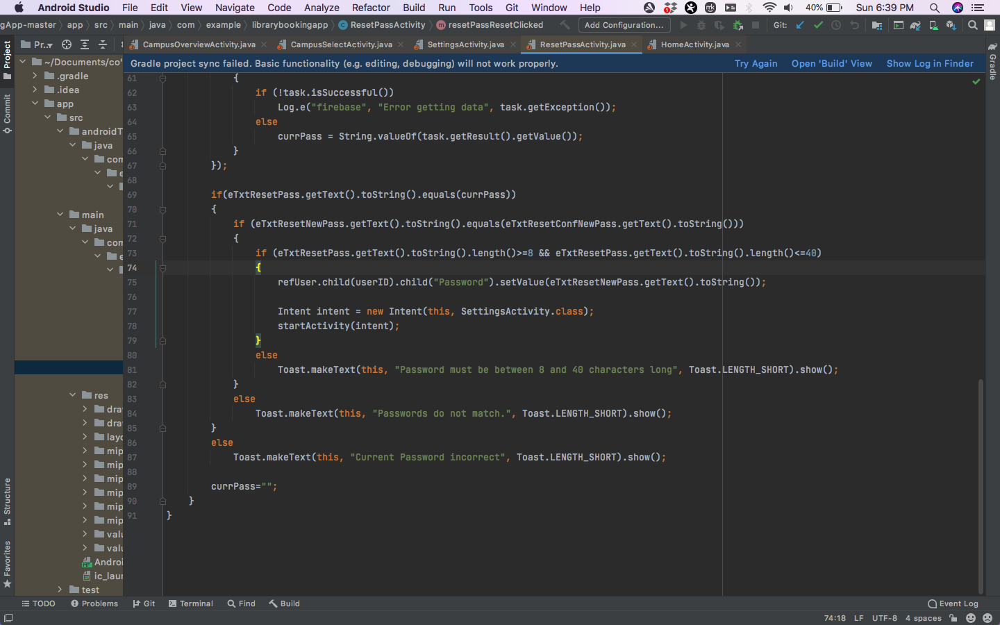 Android Studio File Edit View Navigate Code Analyze Refactor Build Run Tools Git Window Help 1 mk 40% Sun 6:39 PM
gApp-master app src main java com example librarybookingapp C ResetPassActivity m resetPassResetClicked Add Configuration... Git:
Project Pr... CampusOverviewActivity.java CampusSelectActivity.java SettingsActivity.java ResetPassActivity.java HomeActivity.java Gradle
Gradle project sync failed. Basic functionality (e.g. editing, debugging) will not work properly. Try Again Open 'Build' View Show Log in Finder
~/Documents/co'
.gradle
.idea
app
src
androidT
java
com
e
main
java
com
e
res
dra
dra
layo
mip
mip
mip
mip
mip
mip
valu
valu
MF Androi
ic_laun
test
Commit
Structure
Favorites
61 {
62 if (!task.isSuccessful())
63 Log.e("firebase", "Error getting data", task.getException());
64 else
65 currPass = String.valueOf(task.getResult().getValue());
66 }
67 });
68
69 if(eTxtResetPass.getText().toString().equals(currPass))
70 {
71 if (eTxtResetNewPass.getText().toString().equals(eTxtResetConfNewPass.getText().toString()))
72 {
73 if (eTxtResetPass.getText().toString().length()>=8 && eTxtResetPass.getText().toString().length()<=40)
74 {
75 refUser.child(userID).child("Password").setValue(eTxtResetNewPass.getText().toString());
76
77 Intent intent = new Intent(this, SettingsActivity.class);
78 startActivity(intent);
79 }
80 else
81 Toast.makeText(this, "Password must be between 8 and 40 characters long", Toast.LENGTH_SHORT).show();
82 }
83 else
84 Toast.makeText(this, "Passwords do not match.", Toast.LENGTH_SHORT).show();
85 }
86 else
87 Toast.makeText(this, "Current Password incorrect", Toast.LENGTH_SHORT).show();
88
89 currPass="";
90 }
91 }
TODO Problems Git Terminal Find Build Event Log
74:18 LF UTF-8 4 spaces